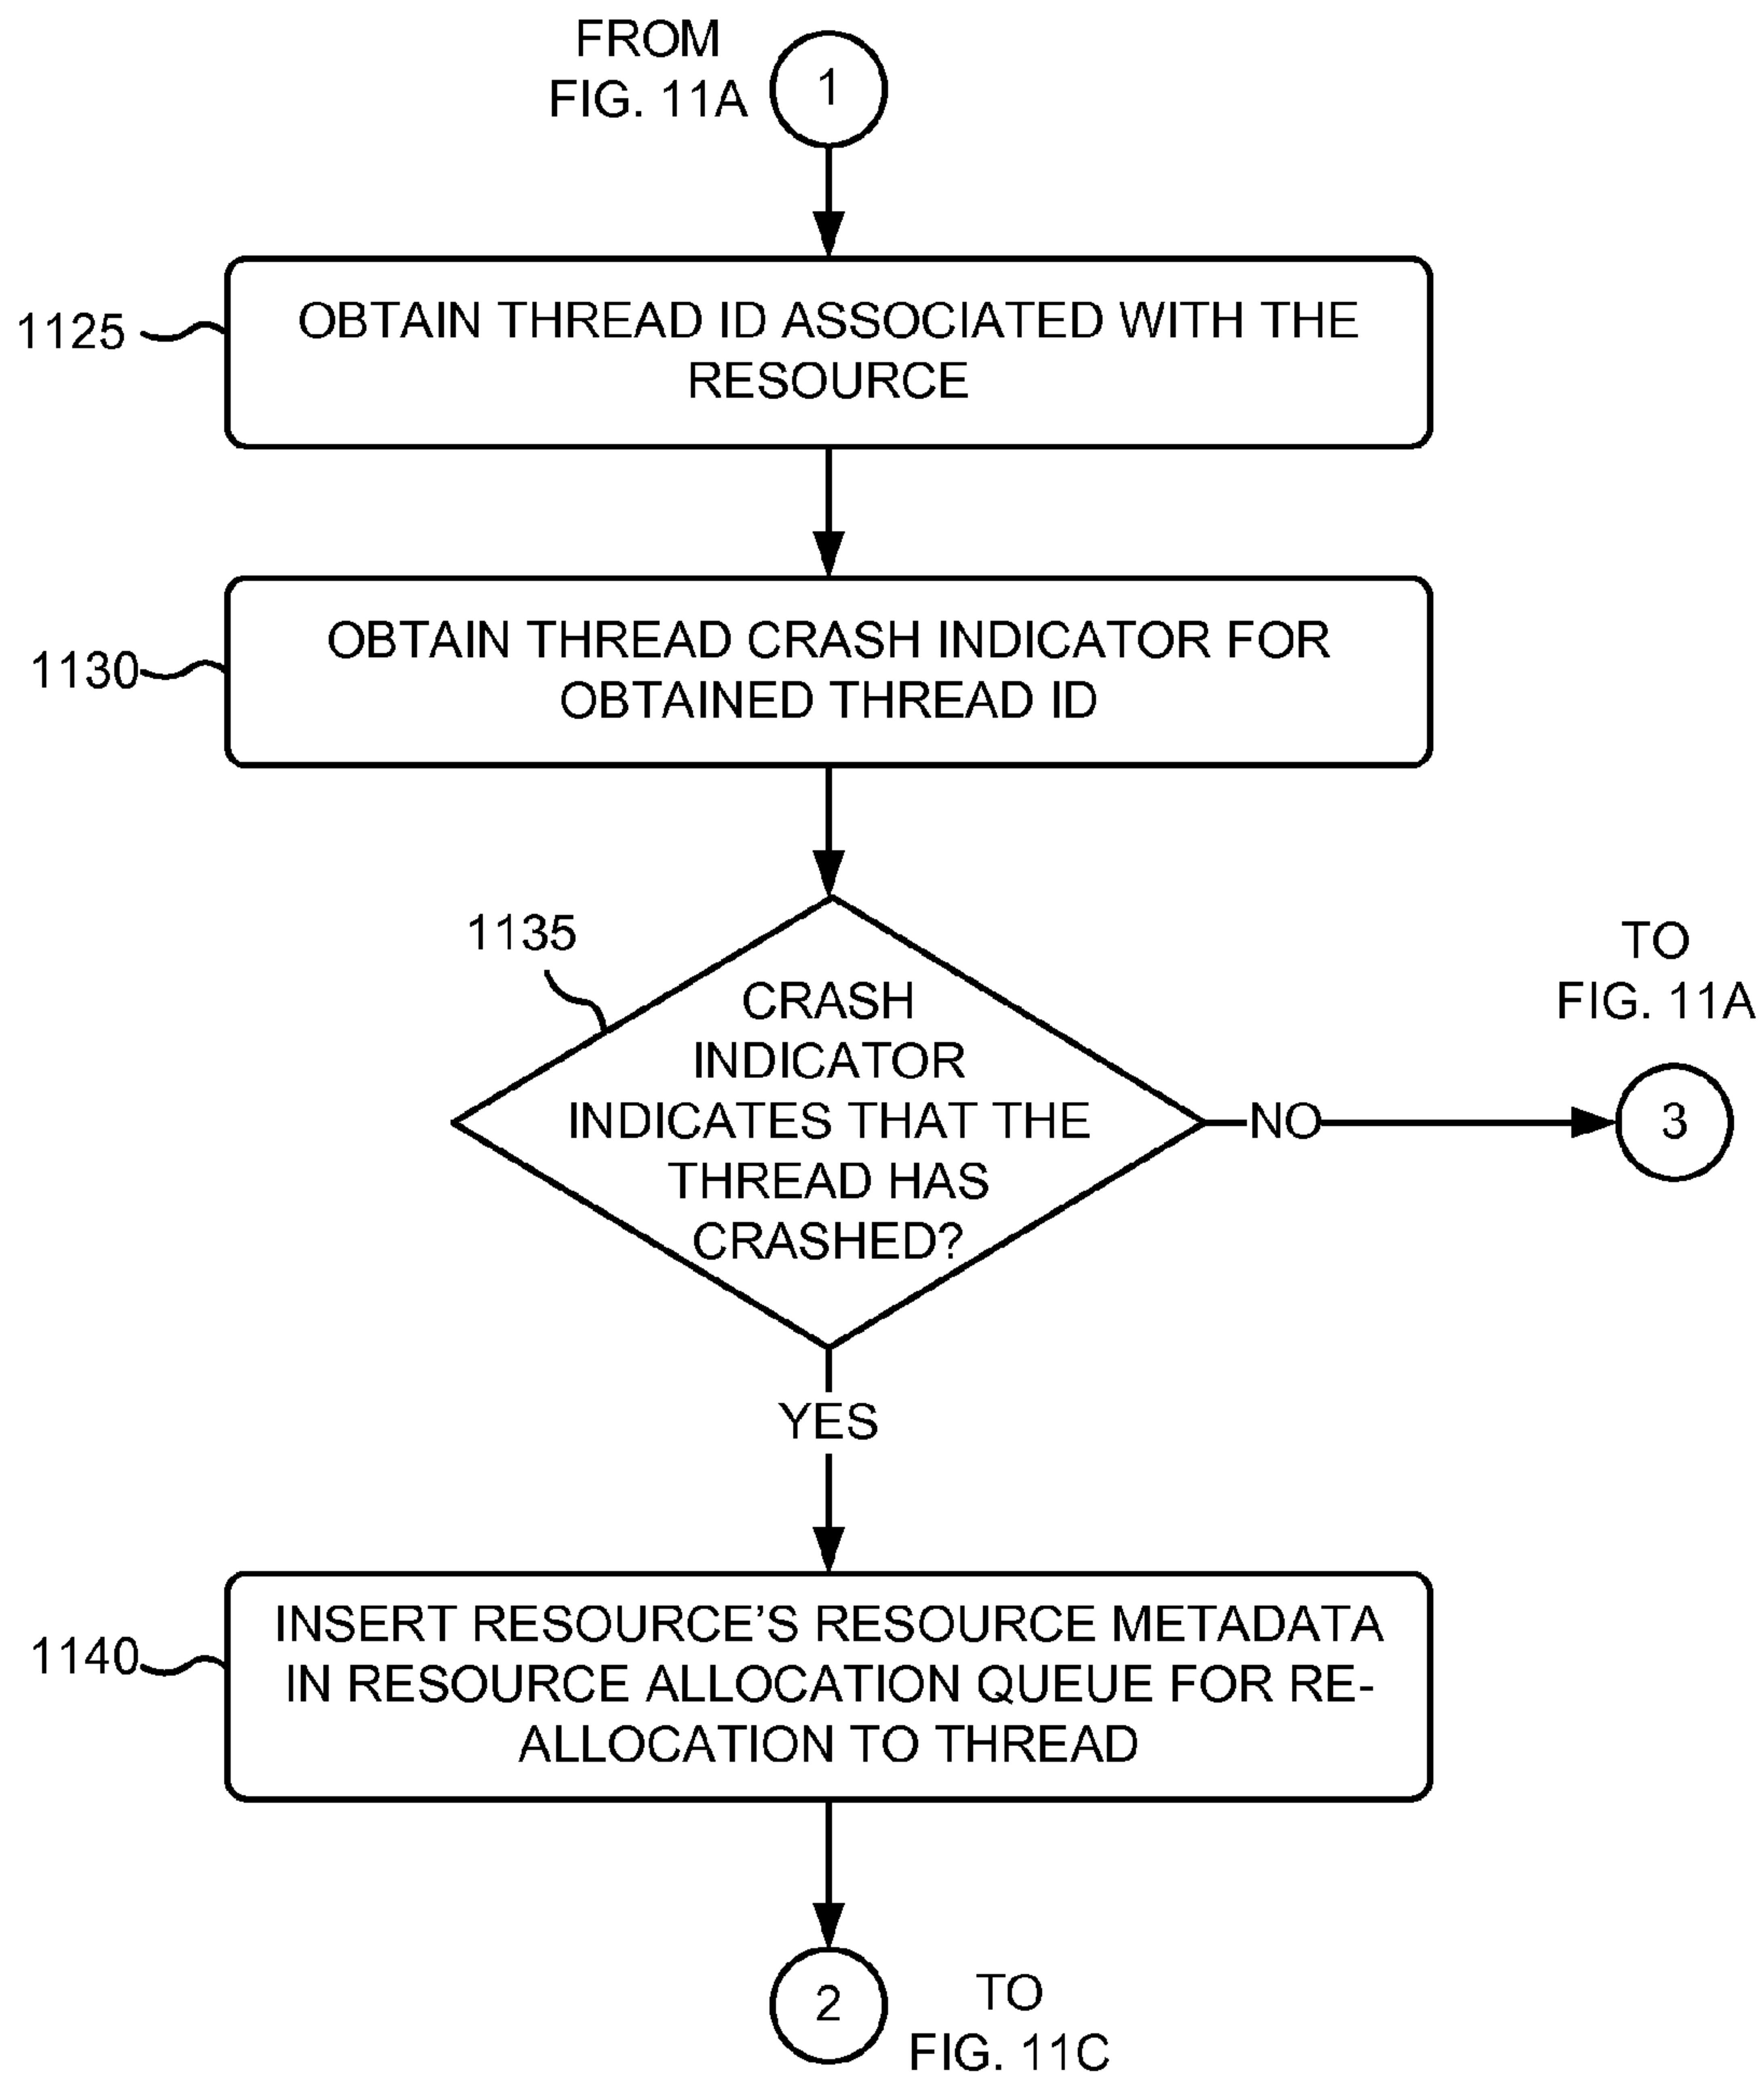 FROM
FIG. 11A
1
1125
OBTAIN THREAD ID ASSOCIATED WITH THE
RESOURCE
1130
OBTAIN THREAD CRASH INDICATOR FOR
OBTAINED THREAD ID
1135
CRASH
INDICATOR
INDICATES THAT THE
THREAD HAS
CRASHED?
NO
TO
FIG. 11A
3
YES
1140
INSERT RESOURCE'S RESOURCE METADATA
IN RESOURCE ALLOCATION QUEUE FOR RE-
ALLOCATION TO THREAD
2
TO
FIG. 11C